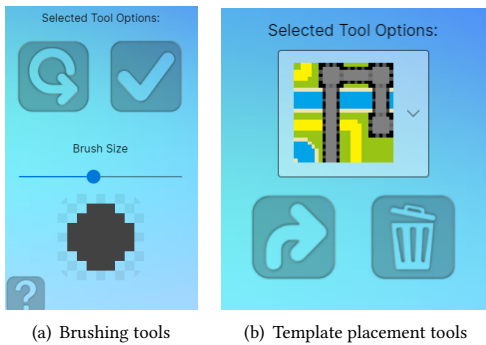 Selected Tool Options:
Brush Size
?
(a) Brushing tools
Selected Tool Options:
(b) Template placement tools